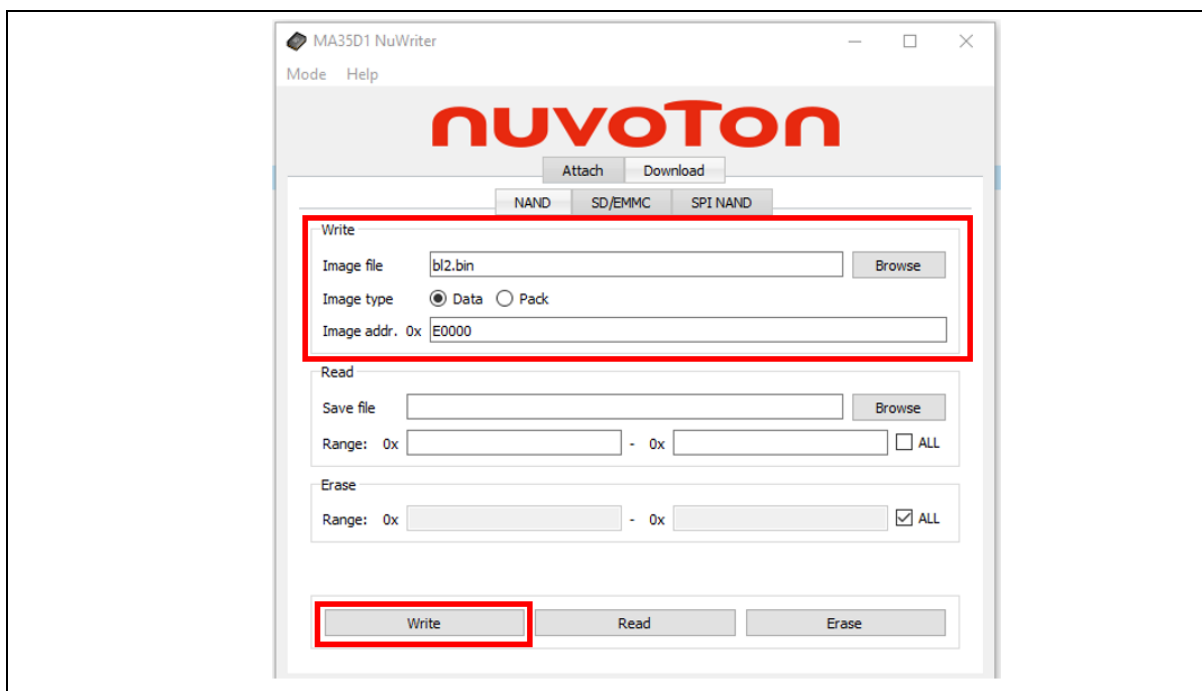 MA35D1 NuWriter
Mode Help
nuvoTon
Attach Download
NAND SD/EMMC SPI NAND
Write
Image file bl2.bin Browse
Image type Data Pack
Image addr. 0x E0000
Read
Save file Browse
Range: 0x - 0x ALL
Erase
Range: 0x - 0x ALL
Write Read Erase